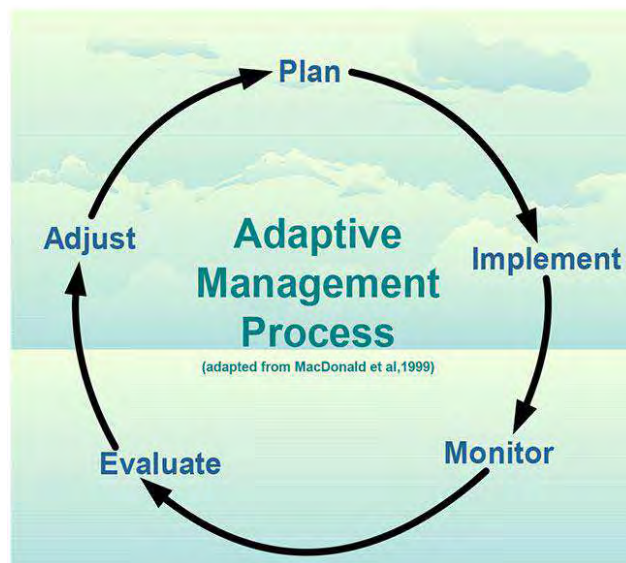 Plan
Adjust
Implement
Adaptive
Management
Process
(adapted from MacDonald et al,1999)
Evaluate
Monitor